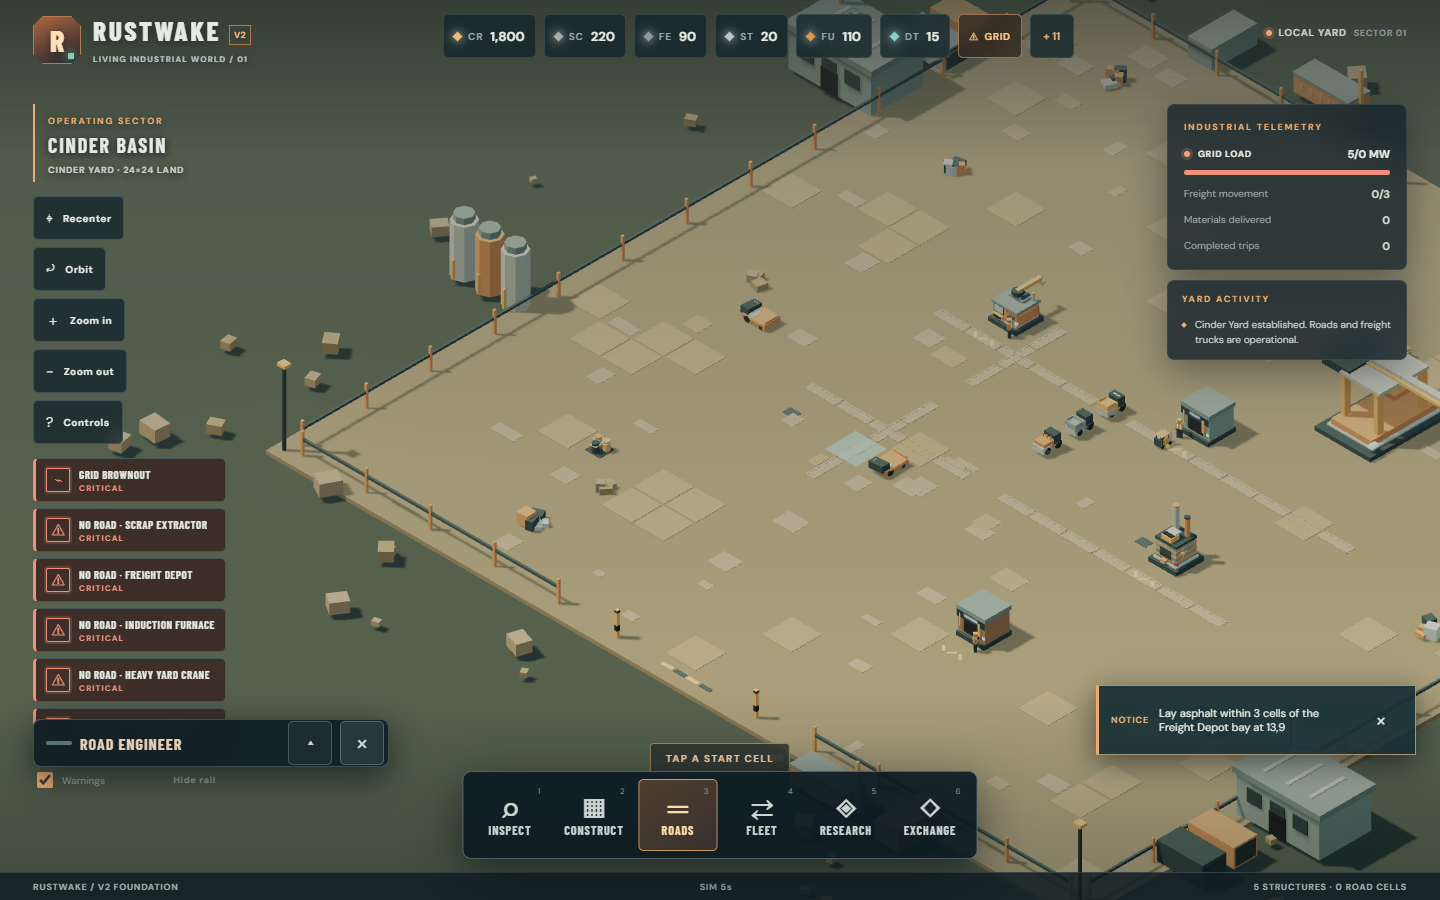 R
RUSTWAKE V2
LIVING INDUSTRIAL WORLD / 01
CR 1,800
SC 220
FE 90
ST 20
FU 110
DT 15
GRID
+11
LOCAL YARD SECTOR 01
OPERATING SECTOR
CINDER BASIN
CINDER YARD · 24×24 LAND
Recenter
Orbit
+ Zoom in
− Zoom out
? Controls
GRID BROWNOUT
CRITICAL
NO ROAD · SCRAP EXTRACTOR
CRITICAL
NO ROAD · FREIGHT DEPOT
CRITICAL
NO ROAD · INDUCTION FURNACE
CRITICAL
NO ROAD · HEAVY YARD CRANE
CRITICAL
ROAD ENGINEER
Warnings
Hide rail
INDUSTRIAL TELEMETRY
GRID LOAD 5/0 MW
Freight movement 0/3
Materials delivered 0
Completed trips 0
YARD ACTIVITY
Cinder Yard established. Roads and freight
trucks are operational.
NOTICE
Lay asphalt within 3 cells of the
Freight Depot bay at 13,9
TAP A START CELL
1
INSPECT
2
CONSTRUCT
3
ROADS
4
FLEET
5
RESEARCH
6
EXCHANGE
RUSTWAKE / V2 FOUNDATION
SIM 5s
5 STRUCTURES · 0 ROAD CELLS